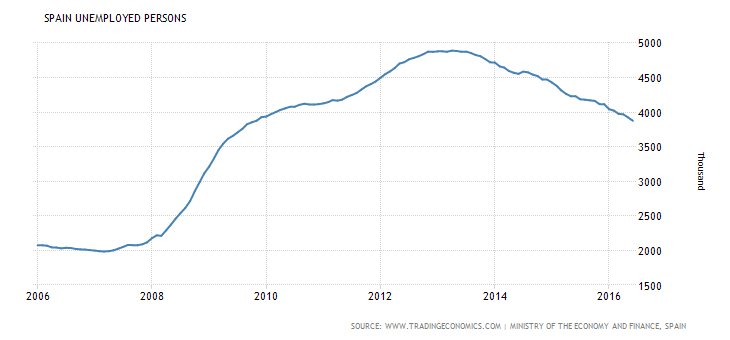 SPAIN UNEMPLOYED PERSONS
5000
4500
4000
3500
3000
2500
2000
1500
Thousand
2006 2008 2010 2012 2014 2016
SOURCE: WWW.TRADINGECONOMICS.COM | MINISTRY OF THE ECONOMY AND FINANCE, SPAIN